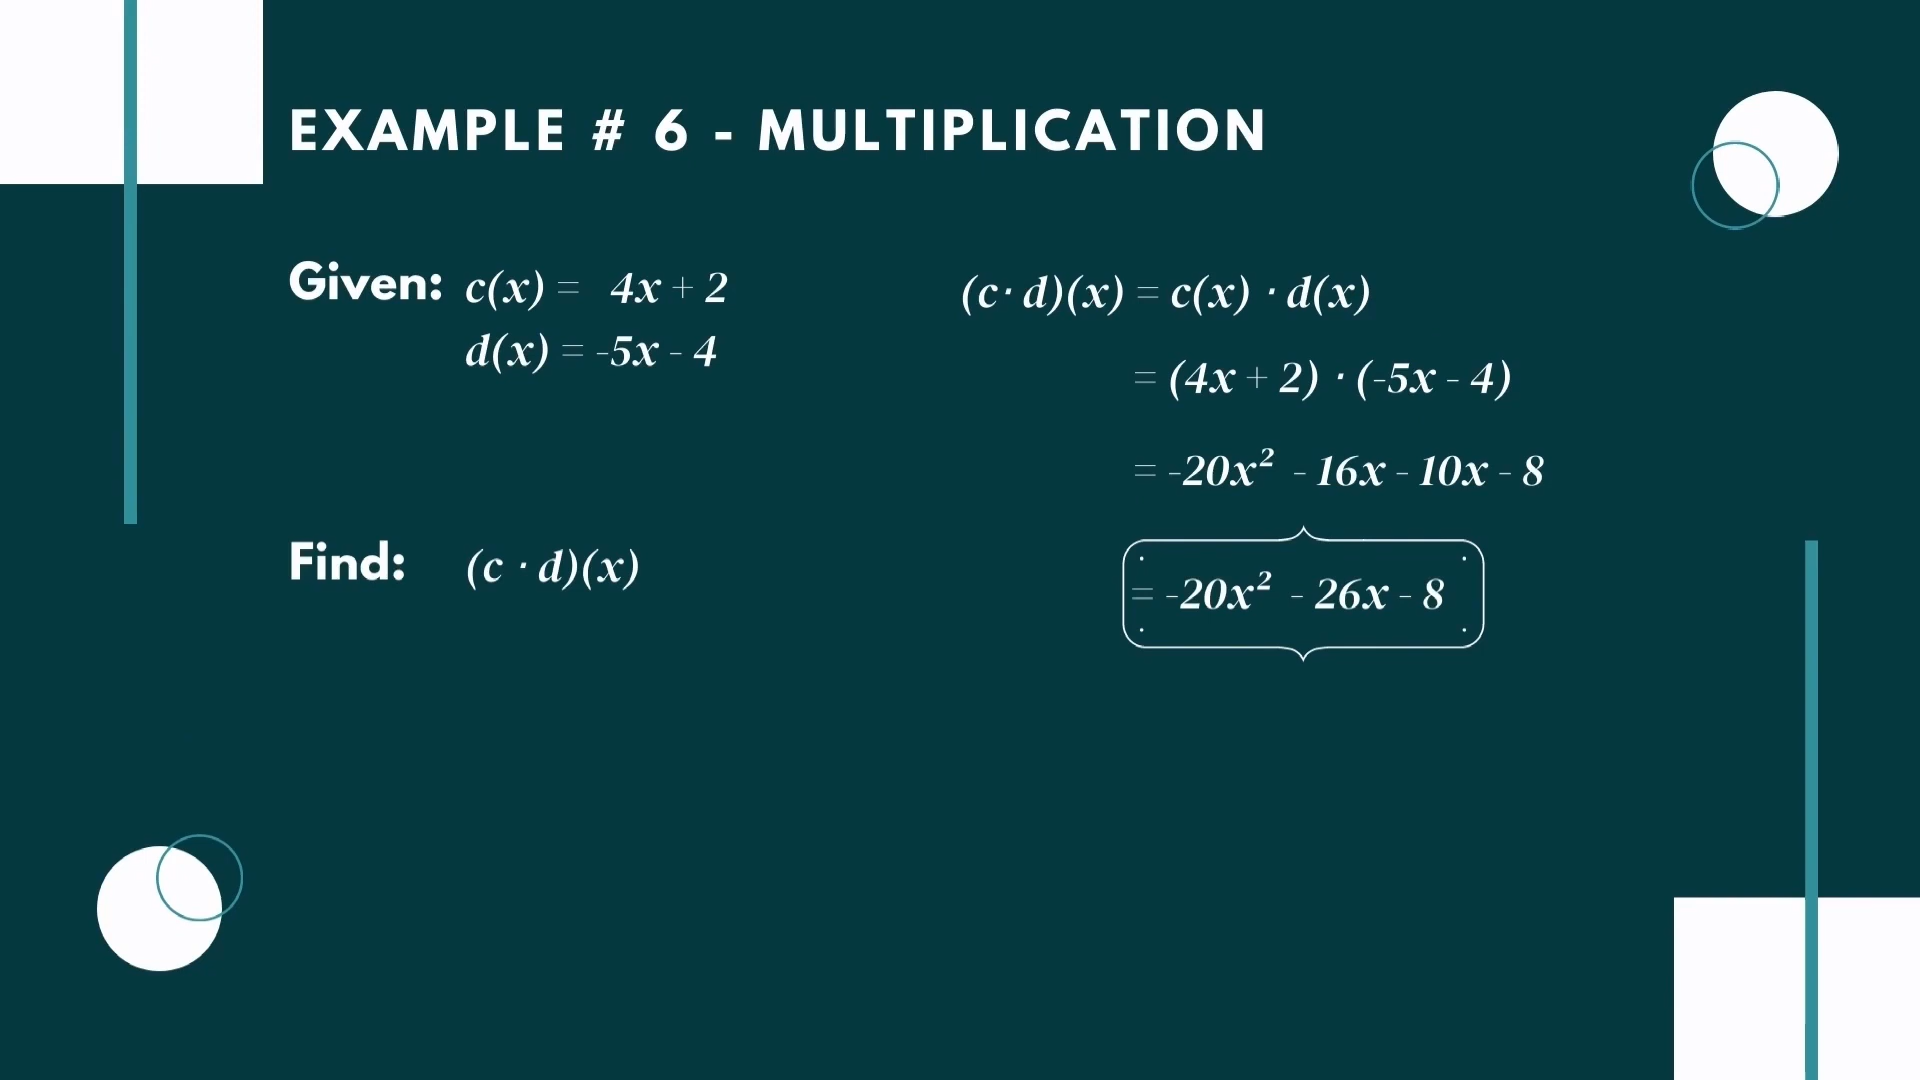 EXAMPLE # 6 - MULTIPLICATION
Given: c(x) = 4x + 2
d(x) = -5x - 4
Find: (c · d)(x)
(c · d)(x) = c(x) · d(x)
= (4x + 2) · (-5x - 4)
= -20x² - 16x - 10x - 8
= -20x² - 26x - 8